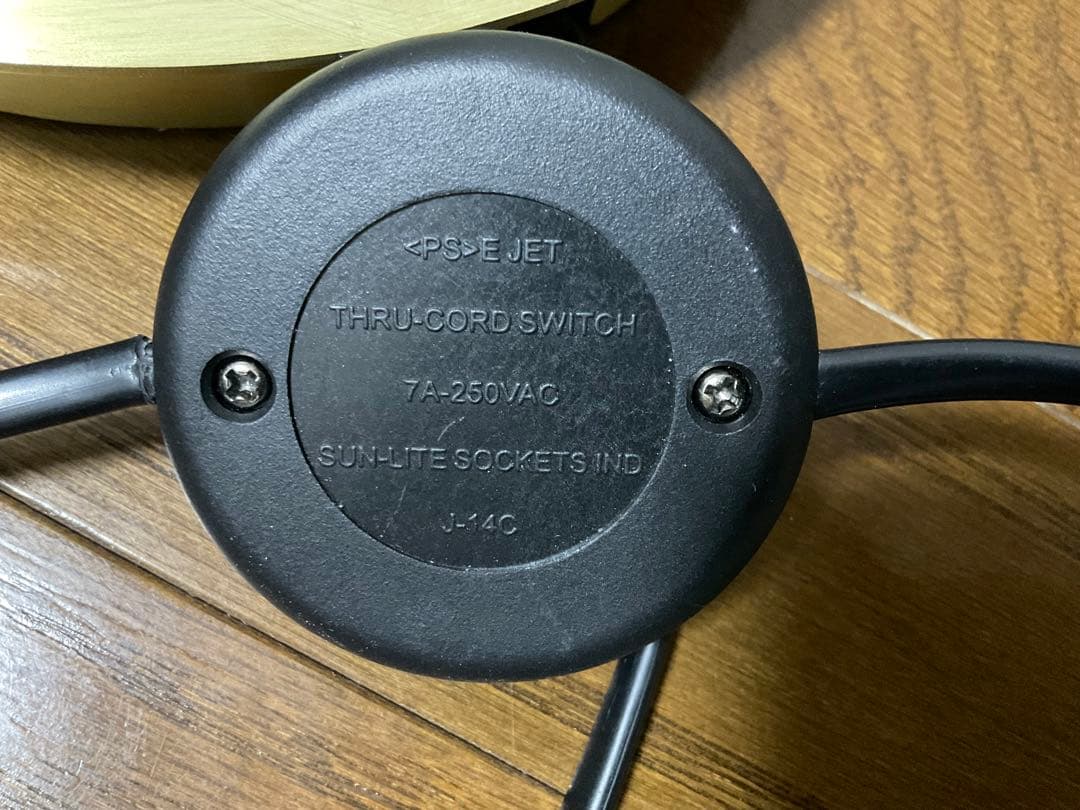 <PS>E JET
THRU-CORD SWITCH
7A-250VAC
SUN-LITE SOCKETS IND
J-14C